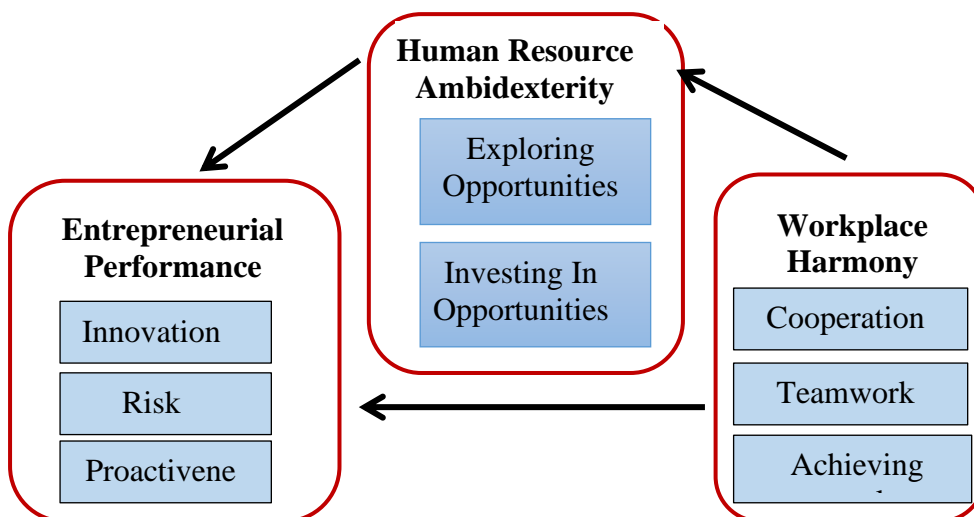 Human Resource
Ambidexterity
Exploring
Opportunities
Investing In
Opportunities
Entrepreneurial
Performance
Innovation
Risk
Proactivene
Workplace
Harmony
Cooperation
Teamwork
Achieving